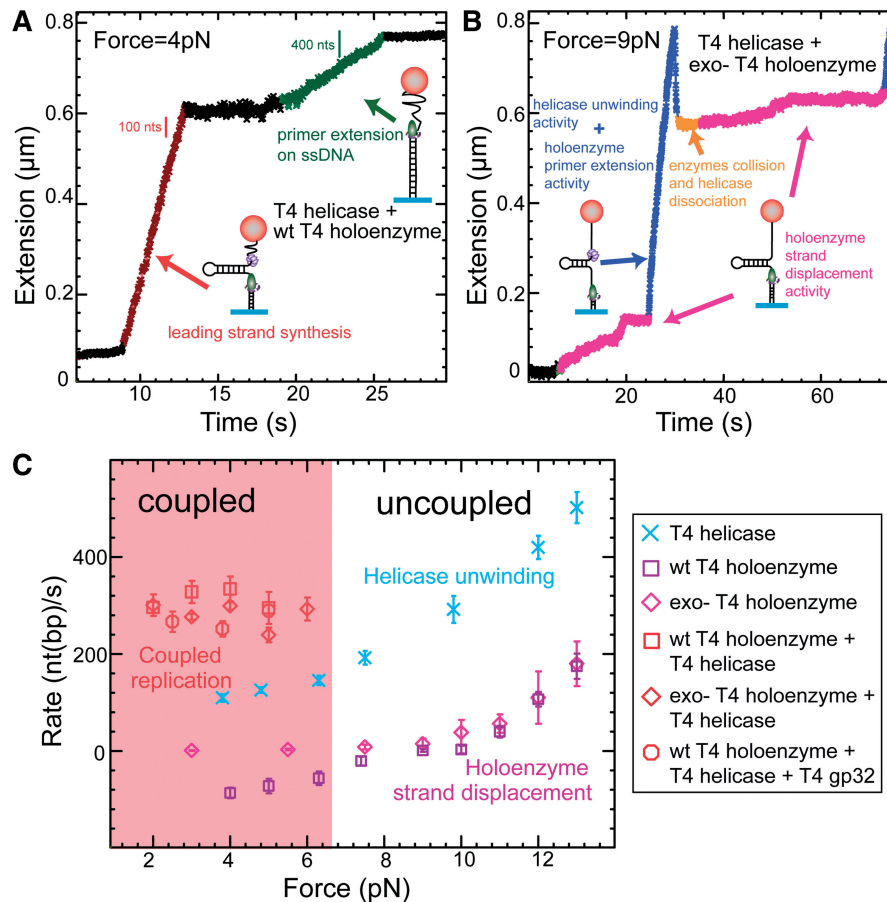 A
Force=4pN
400 nts
100 nts
primer extension
on ssDNA
T4 helicase +
wt T4 holoenzyme
leading strand synthesis
Extension (µm)
0.8
0.6
0.4
0.2
0
10
15
20
25
Time (s)
B
Force=9pN
T4 helicase +
exo- T4 holoenzyme
helicase unwinding
activity
+
holoenzyme
primer extension
activity
enzymes collision
and helicase
dissociation
holoenzyme
strand
displacement
activity
Extension (µm)
0.8
0.6
0.4
0.2
0
20
40
60
Time (s)
C
coupled
uncoupled
Helicase unwinding
Coupled
replication
Holoenzyme
strand displacement
Rate (nt(bp)/s)
400
200
0
2
4
6
8
10
12
Force (pN)
T4 helicase
wt T4 holoenzyme
exo- T4 holoenzyme
wt T4 holoenzyme +
T4 helicase
exo- T4 holoenzyme +
T4 helicase
wt T4 holoenzyme +
T4 helicase + T4 gp32